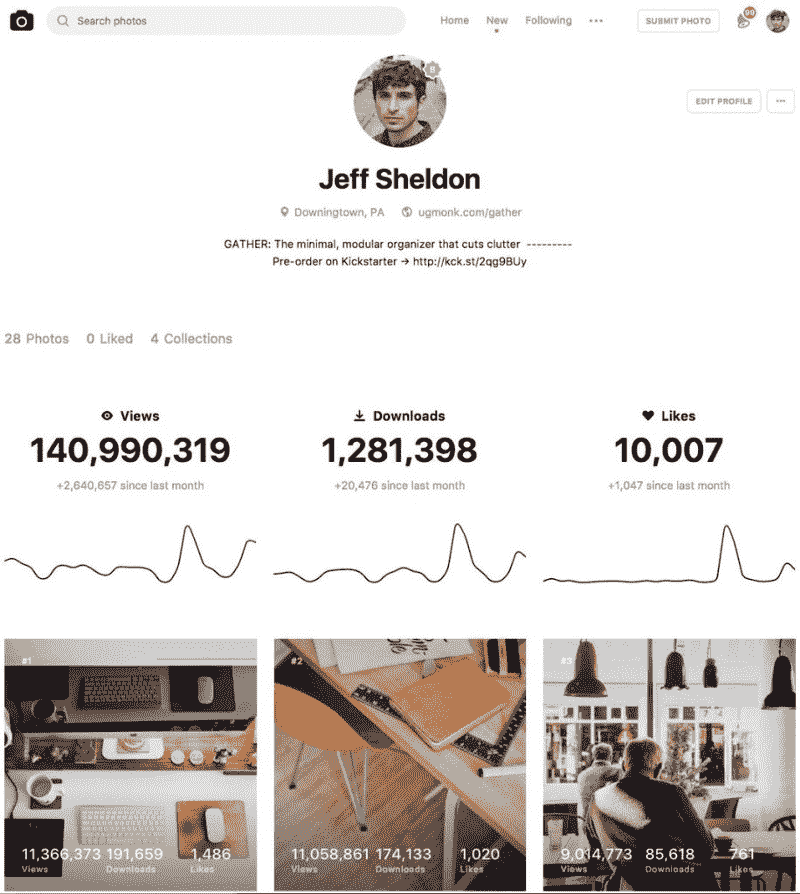 Search photos
Home New Following ••• SUBMIT PHOTO 99
EDIT PROFILE •••
Jeff Sheldon
Downingtown, PA ugmonk.com/gather
GATHER: The minimal, modular organizer that cuts clutter ---------
Pre-order on Kickstarter → http://kck.st/2qg9BUy
28 Photos 0 Liked 4 Collections
Views Downloads Likes
140,990,319 1,281,398 10,007
+2,640,657 since last month +20,476 since last month +1,047 since last month
#1 #2 #3
11,366,373 191,659 1,486 11,058,861 174,133 1,020 9,014,773 85,618 761
Views Downloads Likes Views Downloads Likes Views Downloads Likes